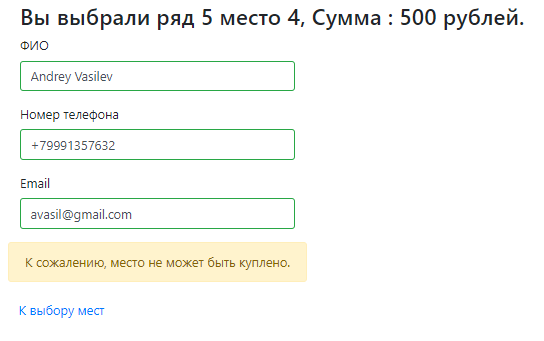 Вы выбрали ряд 5 место 4, Сумма : 500 рублей.
ФИО
Andrey Vasilev
Номер телефона
+79991357632
Email
avasil@gmail.com
К сожалению, место не может быть куплено.
К выбору мест